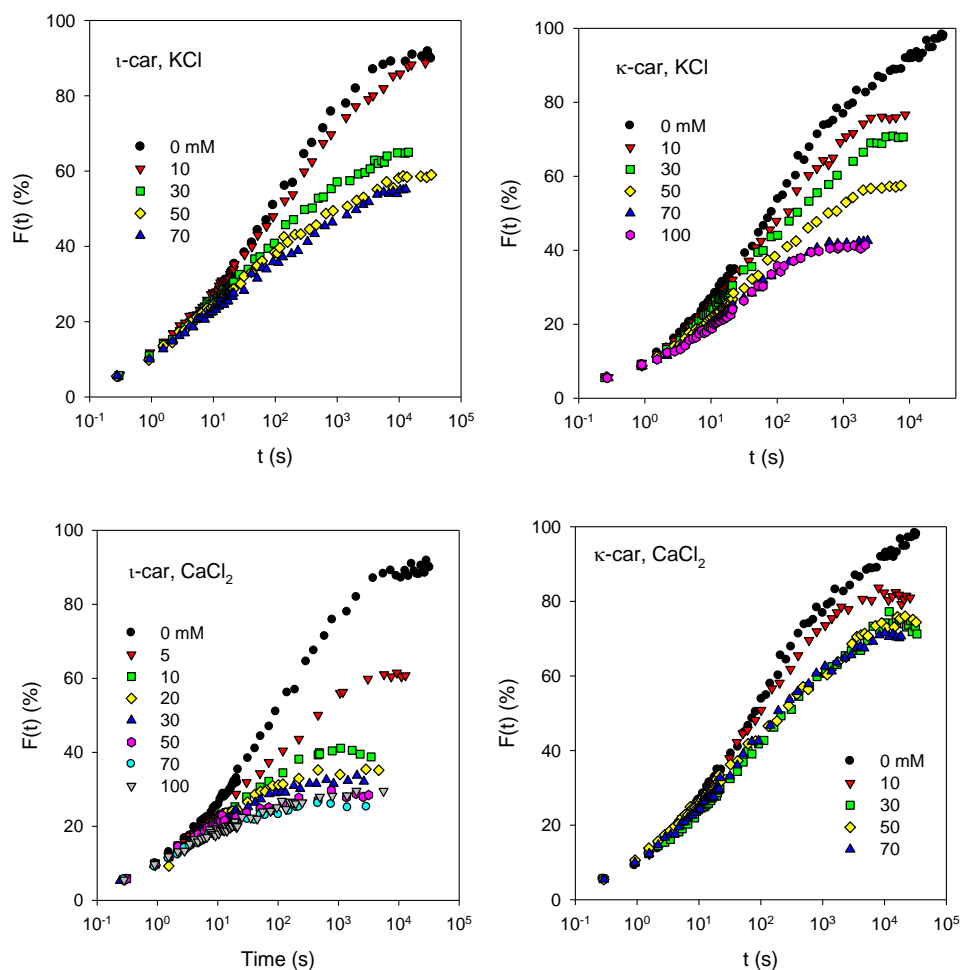 ι-car, KCl
0 mM
10
30
50
70
F(t) (%)
100
80
60
40
20
0
10⁻¹ 10⁰ 10¹ 10² 10³ 10⁴ 10⁵
t (s)
κ-car, KCl
0 mM
10
30
50
70
100
F(t) (%)
100
80
60
40
20
0
10⁻¹ 10⁰ 10¹ 10² 10³ 10⁴
t (s)
ι-car, CaCl₂
0 mM
5
10
20
30
50
70
100
F(t) (%)
100
80
60
40
20
0
10⁻¹ 10⁰ 10¹ 10² 10³ 10⁴ 10⁵
Time (s)
κ-car, CaCl₂
0 mM
10
30
50
70
F(t) (%)
100
80
60
40
20
0
10⁻¹ 10⁰ 10¹ 10² 10³ 10⁴ 10⁵
t (s)